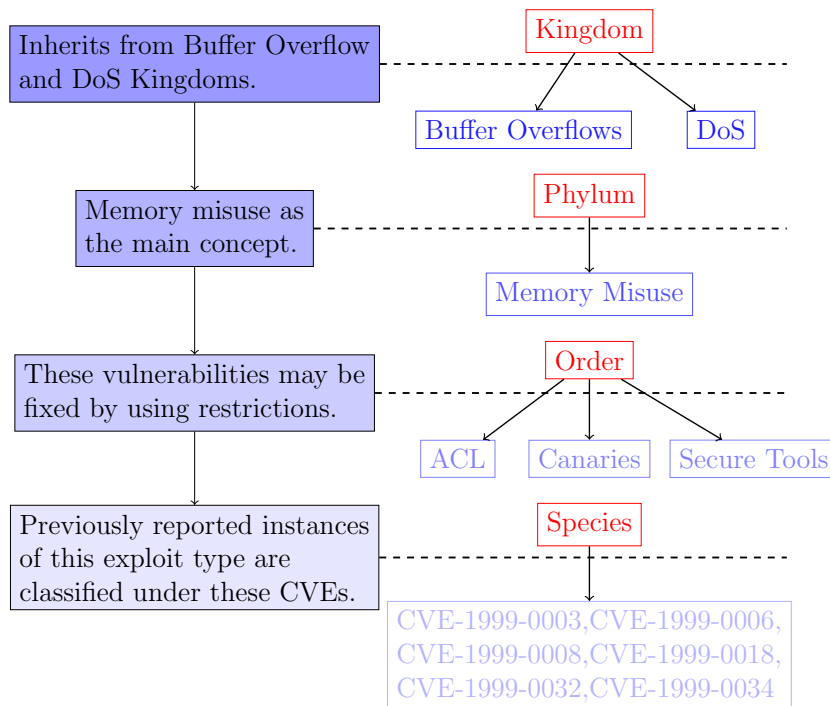 Inherits from Buffer Overflow
and DoS Kingdoms.
Kingdom
Buffer Overflows
DoS
Memory misuse as
the main concept.
Phylum
Memory Misuse
These vulnerabilities may be
fixed by using restrictions.
Order
ACL
Canaries
Secure Tools
Previously reported instances
of this exploit type are
classified under these CVEs.
Species
CVE-1999-0003,CVE-1999-0006,
CVE-1999-0008,CVE-1999-0018,
CVE-1999-0032,CVE-1999-0034